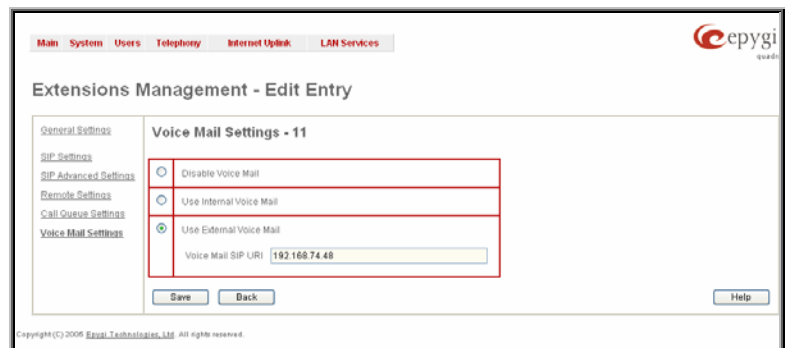 Main System Users Telephony Internet Uplink LAN Services
epygi
quadro
Extensions Management - Edit Entry
General Settings
Voice Mail Settings - 11
SIP Settings
SIP Advanced Settings
Remote Settings
Call Queue Settings
Voice Mail Settings
Disable Voice Mail
Use Internal Voice Mail
Use External Voice Mail
Voice Mail SIP URI 192.168.74.48
Save Back Help
Copyright (C) 2006 Epygi Technologies, Ltd. All rights reserved.